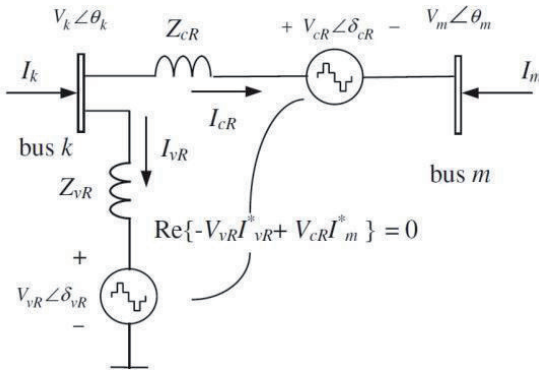 V_k∠θ_k
Z_cR
+ V_cR∠δ_cR −
V_m∠θ_m
I_k
I_cR
I_m
bus k
I_vR
bus m
Z_vR
Re{-V_vR I*_vR + V_cR I*_m } = 0
+
V_vR∠δ_vR
−